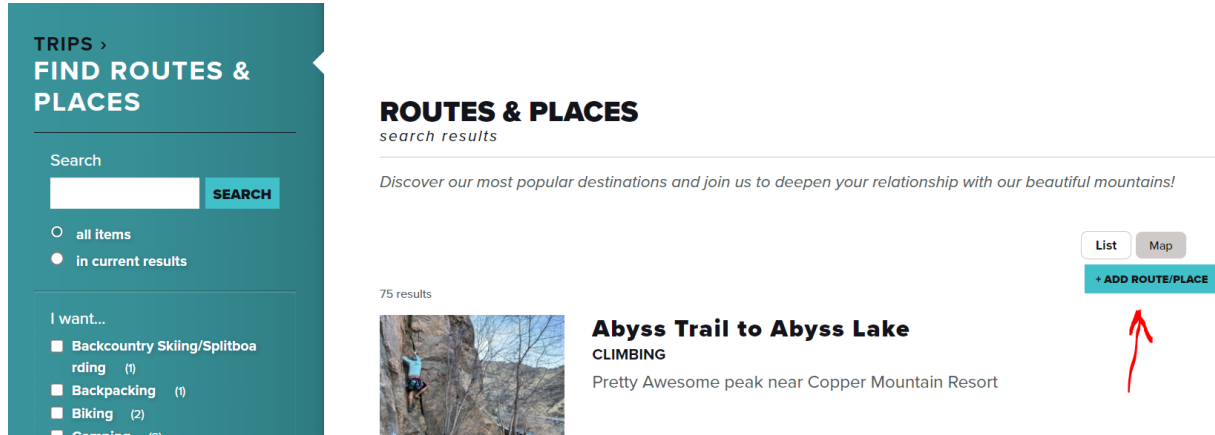 TRIPS ›
FIND ROUTES &
PLACES
Search
SEARCH
all items
in current results
I want...
Backcountry Skiing/Splitboa
rding (1)
Backpacking (1)
Biking (2)
ROUTES & PLACES
search results
Discover our most popular destinations and join us to deepen your relationship with our beautiful mountains!
List Map
+ ADD ROUTE/PLACE
75 results
Abyss Trail to Abyss Lake
CLIMBING
Pretty Awesome peak near Copper Mountain Resort